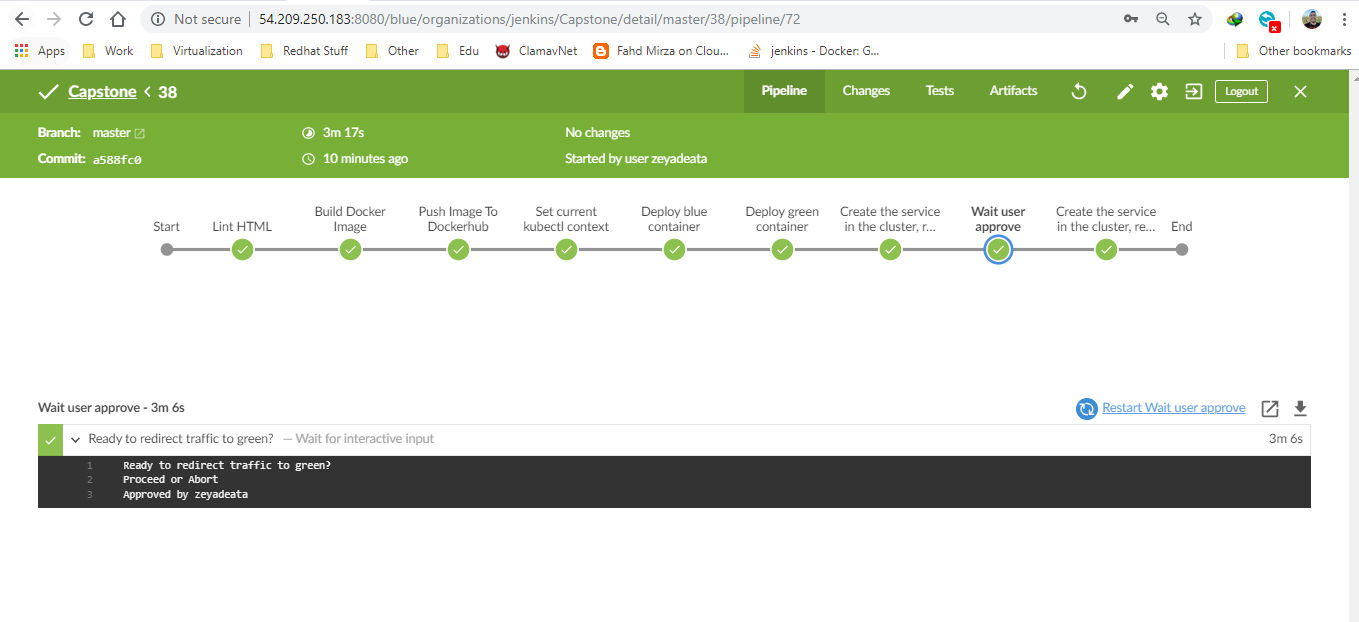 Not secure | 54.209.250.183:8080/blue/organizations/jenkins/Capstone/detail/master/38/pipeline/72
Apps Work Virtualization Redhat Stuff Other Edu ClamavNet Fahd Mirza on Clou... jenkins - Docker: G... Other bookmarks
Capstone < 38 Pipeline Changes Tests Artifacts Logout
Branch: master 3m 17s No changes
Commit: a588fc0 10 minutes ago Started by user zeyadeata
Start
Lint HTML
Build Docker
Image
Push Image To
Dockerhub
Set current
kubectl context
Deploy blue
container
Deploy green
container
Create the service
in the cluster, r...
Wait user
approve
Create the service
in the cluster, re...
End
Wait user approve - 3m 6s Restart Wait user approve
Ready to redirect traffic to green? — Wait for interactive input 3m 6s
1 Ready to redirect traffic to green?
2 Proceed or Abort
3 Approved by zeyadeata